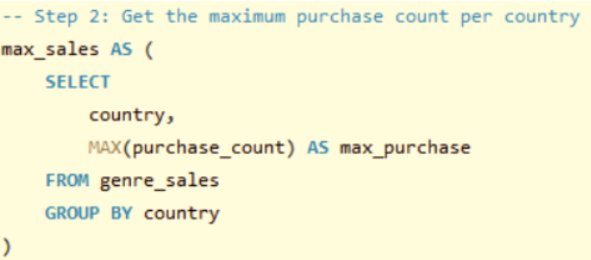 -- Step 2: Get the maximum purchase count per country
max_sales AS (
    SELECT
        country,
        MAX(purchase_count) AS max_purchase
    FROM genre_sales
    GROUP BY country
)